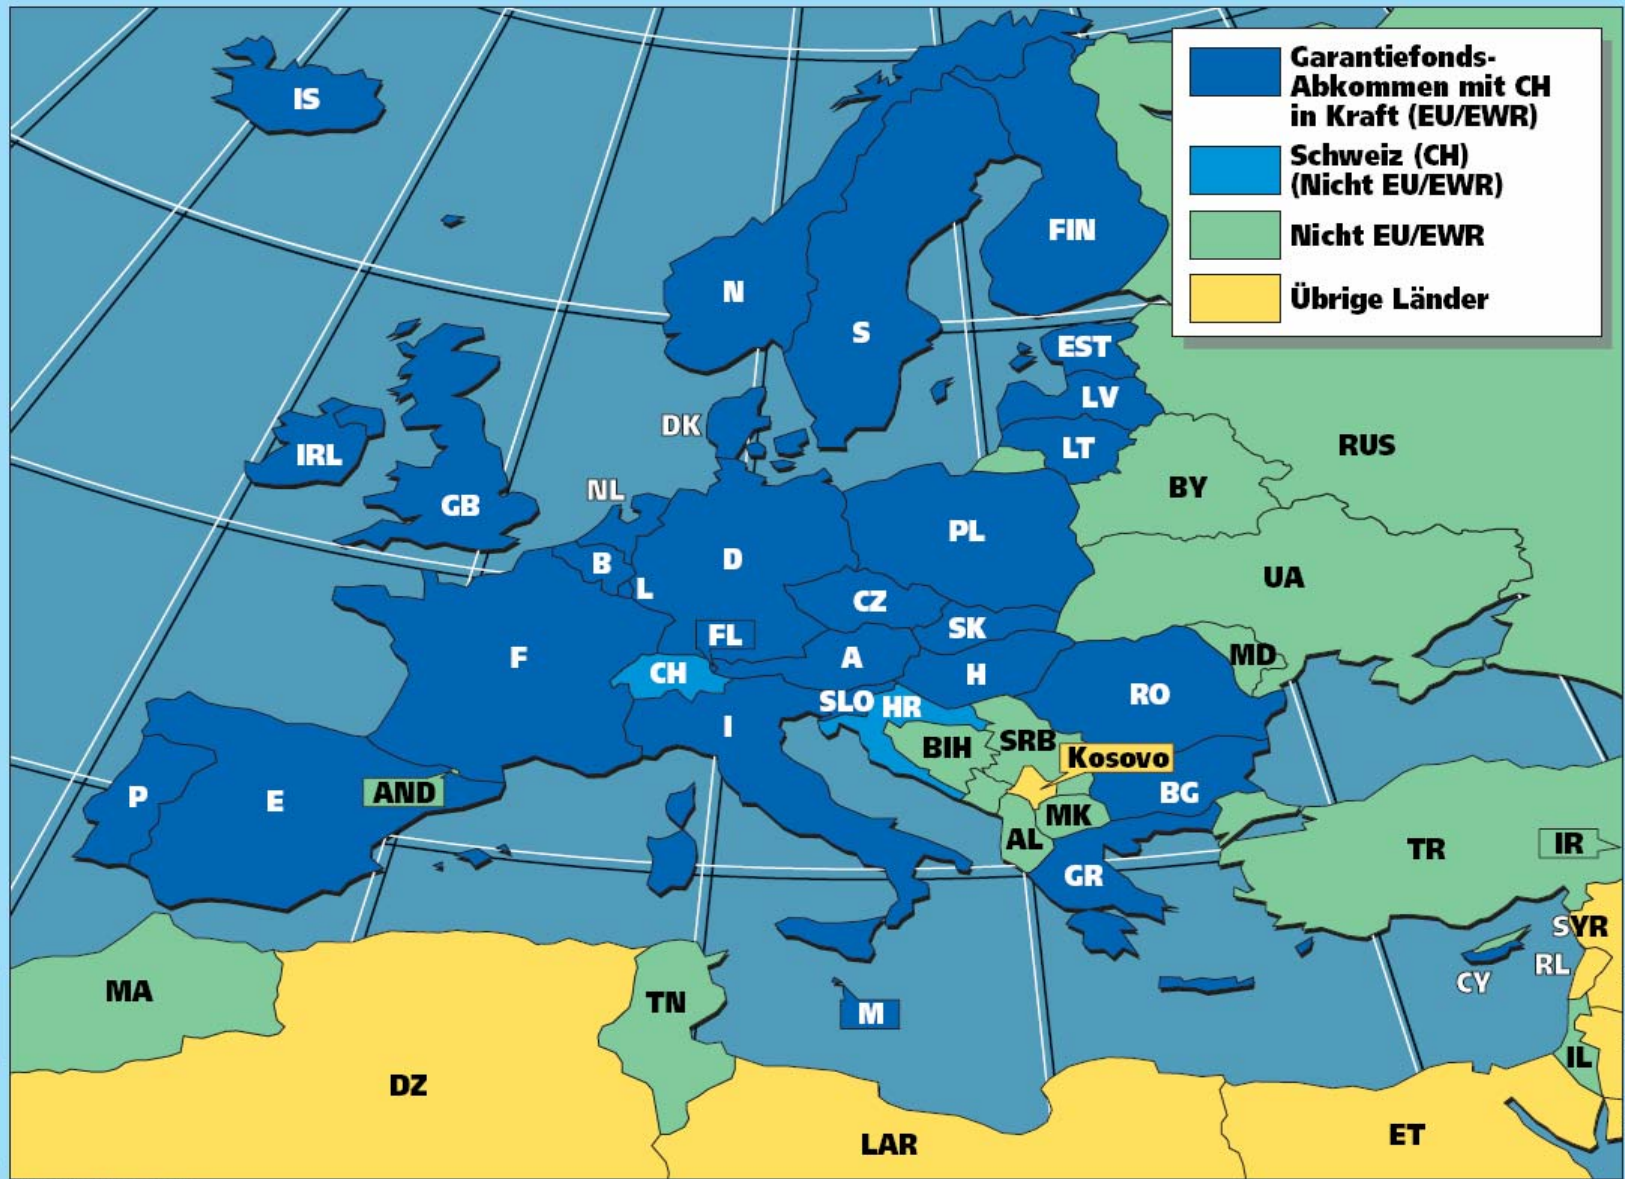 IS
Garantiefonds-
Abkommen mit CH
in Kraft (EU/EWR)
Schweiz (CH)
(Nicht EU/EWR)
Nicht EU/EWR
Übrige Länder
FIN
N
S
EST
LV
LT
DK
RUS
IRL
GB
NL
BY
PL
D
B
L
UA
CZ
SK
FL
F
A
CH
H
MD
RO
SLO
HR
I
BIH
SRB
Kosovo
P
E
AND
BG
MK
AL
TR
IR
GR
SYR
RL
CY
MA
TN
M
IL
DZ
LAR
ET